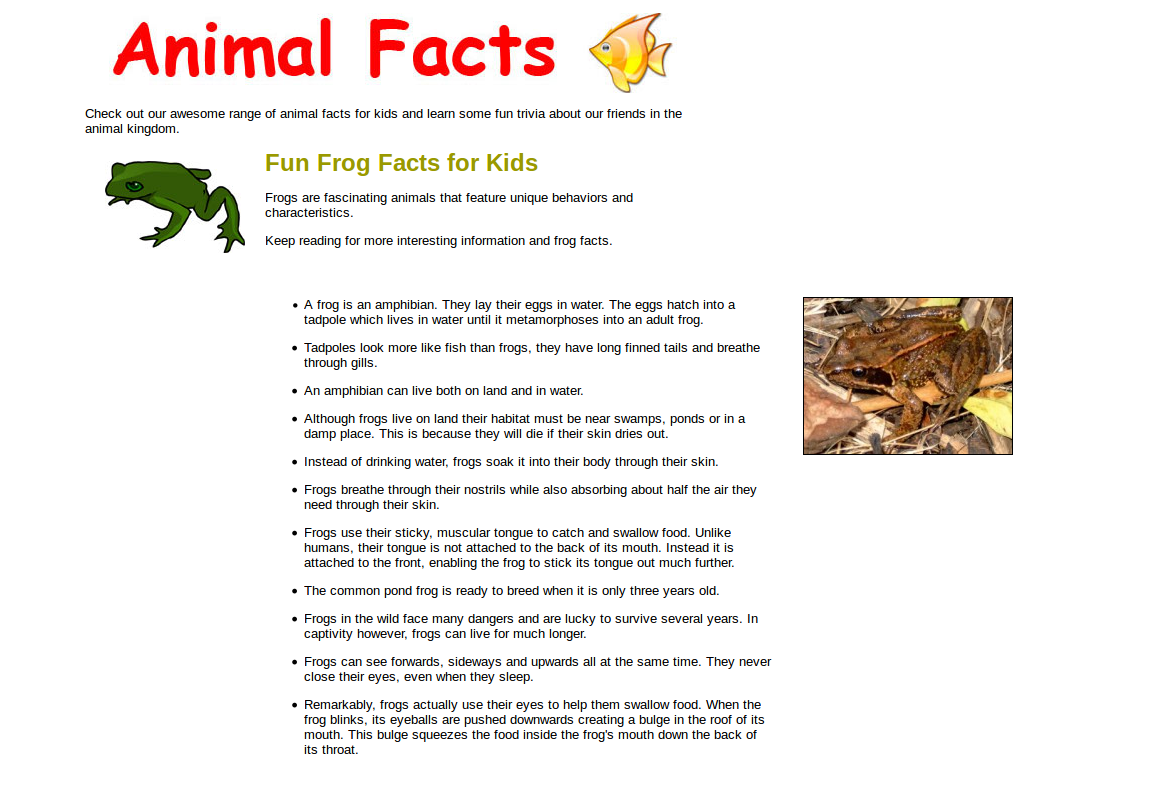 Animal Facts
Check out our awesome range of animal facts for kids and learn some fun trivia about our friends in the
animal kingdom.
Fun Frog Facts for Kids
Frogs are fascinating animals that feature unique behaviors and
characteristics.
Keep reading for more interesting information and frog facts.
• A frog is an amphibian. They lay their eggs in water. The eggs hatch into a
tadpole which lives in water until it metamorphoses into an adult frog.
• Tadpoles look more like fish than frogs, they have long finned tails and breathe
through gills.
• An amphibian can live both on land and in water.
• Although frogs live on land their habitat must be near swamps, ponds or in a
damp place. This is because they will die if their skin dries out.
• Instead of drinking water, frogs soak it into their body through their skin.
• Frogs breathe through their nostrils while also absorbing about half the air they
need through their skin.
• Frogs use their sticky, muscular tongue to catch and swallow food. Unlike
humans, their tongue is not attached to the back of its mouth. Instead it is
attached to the front, enabling the frog to stick its tongue out much further.
• The common pond frog is ready to breed when it is only three years old.
• Frogs in the wild face many dangers and are lucky to survive several years. In
captivity however, frogs can live for much longer.
• Frogs can see forwards, sideways and upwards all at the same time. They never
close their eyes, even when they sleep.
• Remarkably, frogs actually use their eyes to help them swallow food. When the
frog blinks, its eyeballs are pushed downwards creating a bulge in the roof of its
mouth. This bulge squeezes the food inside the frog's mouth down the back of
its throat.